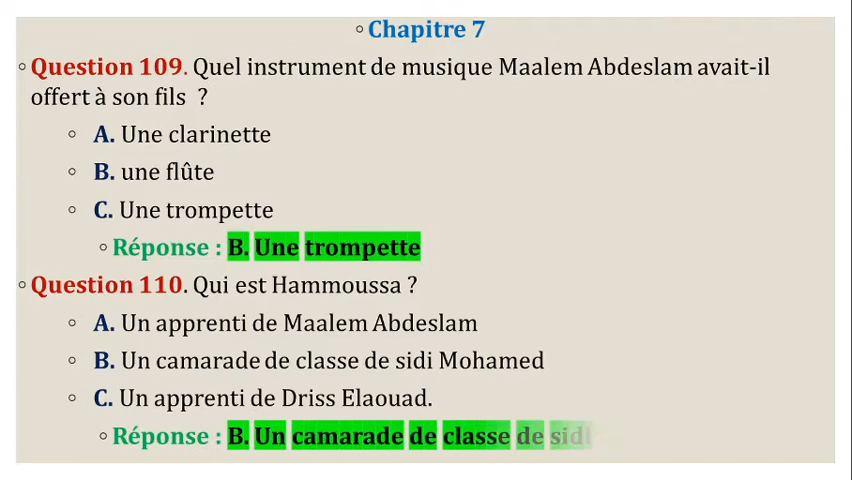 Chapitre 7
Question 109. Quel instrument de musique Maalem Abdeslam avait-il
offert à son fils ?
A. Une clarinette
B. une flûte
C. Une trompette
Réponse : B. Une trompette
Question 110. Qui est Hammoussa ?
A. Un apprenti de Maalem Abdeslam
B. Un camarade de classe de sidi Mohamed
C. Un apprenti de Driss Elaouad.
Réponse : B. Un camarade de classe de sidi